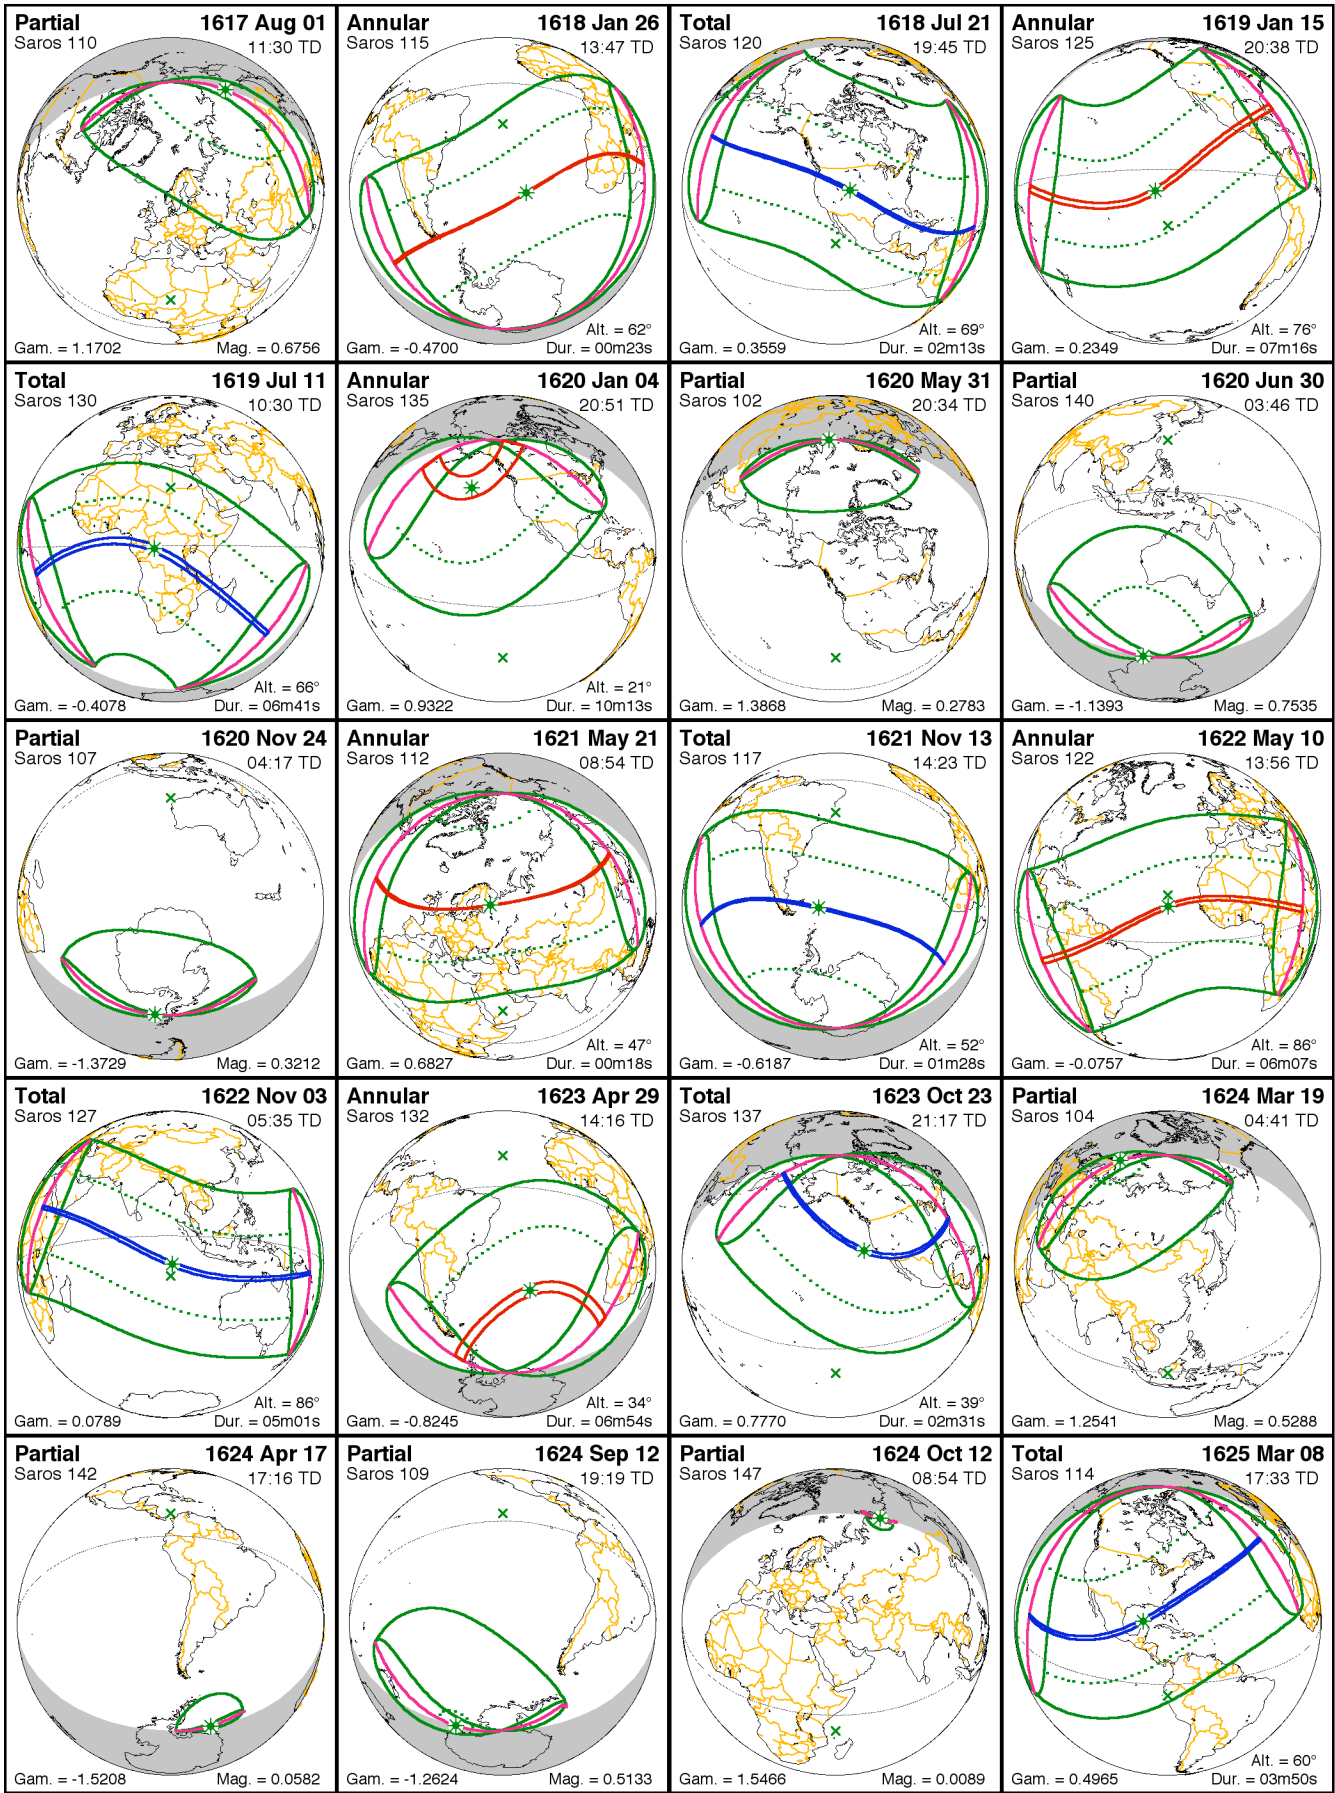 Partial 1617 Aug 01
Saros 110 11:30 TD
Gam. = 1.1702 Mag. = 0.6756
Annular 1618 Jan 26
Saros 115 13:47 TD
Alt. = 62°
Gam. = -0.4700 Dur. = 00m23s
Total 1618 Jul 21
Saros 120 19:45 TD
Alt. = 69°
Gam. = 0.3559 Dur. = 02m13s
Annular 1619 Jan 15
Saros 125 20:38 TD
Alt. = 76°
Gam. = 0.2349 Dur. = 07m16s
Total 1619 Jul 11
Saros 130 10:30 TD
Alt. = 66°
Gam. = -0.4078 Dur. = 06m41s
Annular 1620 Jan 04
Saros 135 20:51 TD
Alt. = 21°
Gam. = 0.9322 Dur. = 10m13s
Partial 1620 May 31
Saros 102 20:34 TD
Gam. = 1.3868 Mag. = 0.2783
Partial 1620 Jun 30
Saros 140 03:46 TD
Gam. = -1.1393 Mag. = 0.7535
Partial 1620 Nov 24
Saros 107 04:17 TD
Gam. = -1.3729 Mag. = 0.3212
Annular 1621 May 21
Saros 112 08:54 TD
Alt. = 47°
Gam. = 0.6827 Dur. = 00m18s
Total 1621 Nov 13
Saros 117 14:23 TD
Alt. = 52°
Gam. = -0.6187 Dur. = 01m28s
Annular 1622 May 10
Saros 122 13:56 TD
Alt. = 86°
Gam. = -0.0757 Dur. = 06m07s
Total 1622 Nov 03
Saros 127 05:35 TD
Alt. = 86°
Gam. = 0.0789 Dur. = 05m01s
Annular 1623 Apr 29
Saros 132 14:16 TD
Alt. = 34°
Gam. = -0.8245 Dur. = 06m54s
Total 1623 Oct 23
Saros 137 21:17 TD
Alt. = 39°
Gam. = 0.7770 Dur. = 02m31s
Partial 1624 Mar 19
Saros 104 04:41 TD
Gam. = 1.2541 Mag. = 0.5288
Partial 1624 Apr 17
Saros 142 17:16 TD
Gam. = -1.5208 Mag. = 0.0582
Partial 1624 Sep 12
Saros 109 19:19 TD
Gam. = -1.2624 Mag. = 0.5133
Partial 1624 Oct 12
Saros 147 08:54 TD
Gam. = 1.5466 Mag. = 0.0089
Total 1625 Mar 08
Saros 114 17:33 TD
Alt. = 60°
Gam. = 0.4965 Dur. = 03m50s